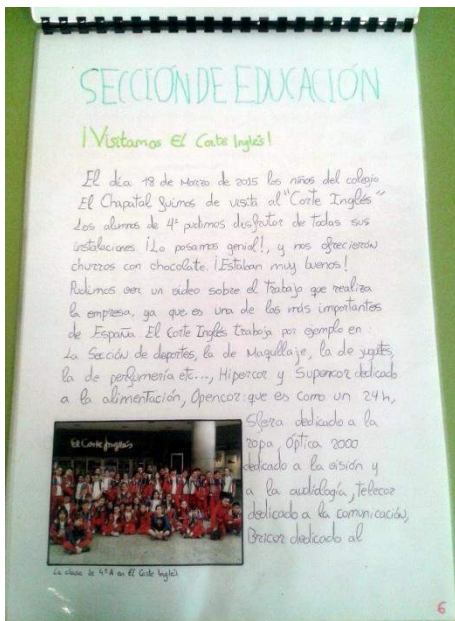 SECCIÓN DE EDUCACIÓN
¡Visitamos El Corte Inglés!
El día 18 de Marzo de 2015 los niños del colegio
El Chapatal fuimos de visita al "Corte Inglés"
Los alumnos de 4º pudimos disfrutar de todas sus
instalaciones. ¡Lo pasamos genial!, y nos ofrecierón
churros con chocolate. ¡Estaban muy buenos!
Pudimos ver un video sobre el trabajo que realiza
la empresa, ya que es una de las más importantes
de España. El Corte Inglés trabaja por ejemplo en:
La Sección de deportes, la de Maquillaje, la de juguetes,
la de perfumería etc..., Hipercor y Supercor dedicado
a la alimentación, Opencor: que es como un 24h,
Sfera dedicado a la
ropa, Óptica 2000
dedicado a la visión y
a la audiología, Telecor
dedicado a la comunicación,
Bricor dedicado al
El Corte Inglés
La clase de 4º A en El Corte Inglés
6